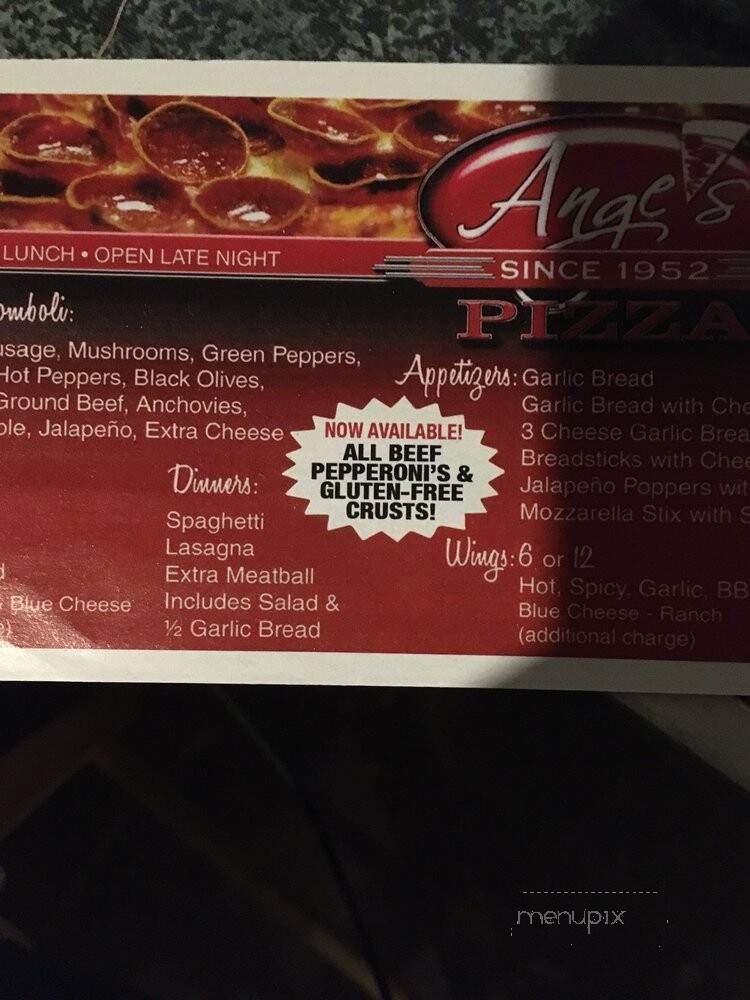 Ange's
SINCE 1952
PIZZA
LUNCH • OPEN LATE NIGHT
omboli:
usage, Mushrooms, Green Peppers,
Hot Peppers, Black Olives,
Ground Beef, Anchovies,
ple, Jalapeño, Extra Cheese
Dinners:
Spaghetti
Lasagna
Extra Meatball
Includes Salad &
½ Garlic Bread
Blue Cheese
NOW AVAILABLE!
ALL BEEF
PEPPERONI'S &
GLUTEN-FREE
CRUSTS!
Appetizers: Garlic Bread
Garlic Bread with Che
3 Cheese Garlic Brea
Breadsticks with Chee
Jalapeño Poppers wit
Mozzarella Stix with S
Wings: 6 or 12
Hot, Spicy, Garlic, BB
Blue Cheese - Ranch
(additional charge)
menupix